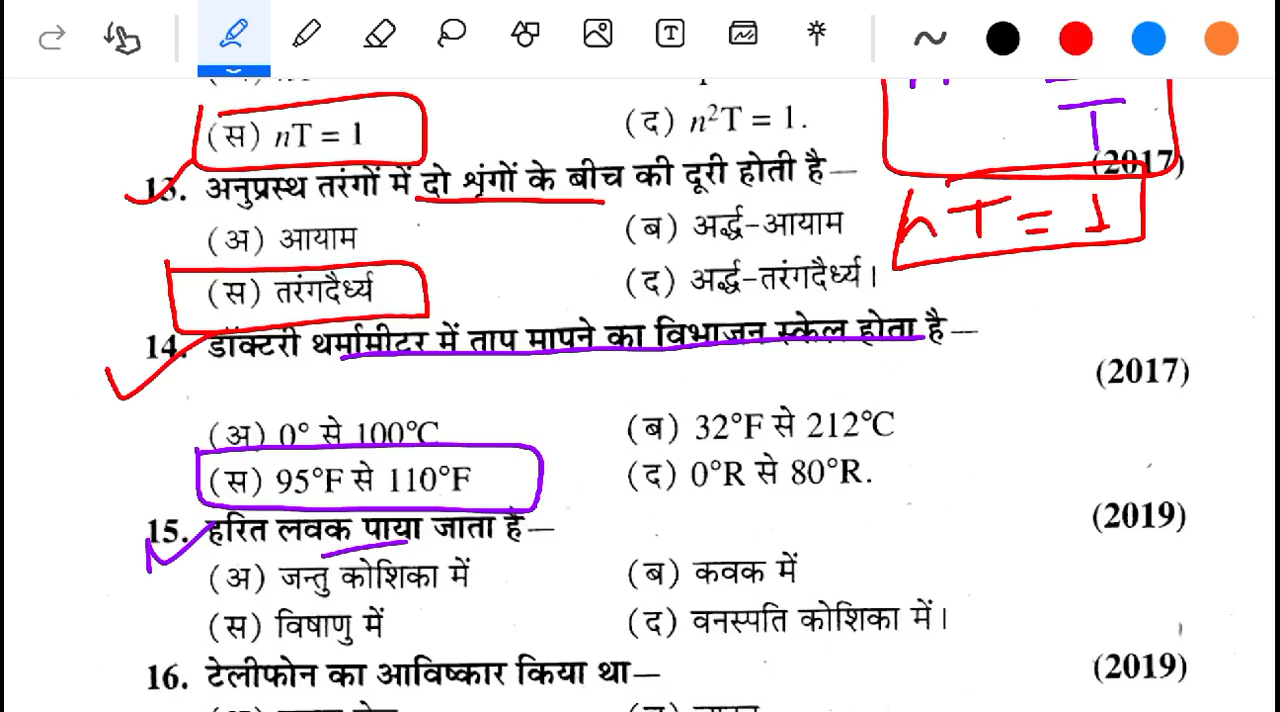 (स) nT = 1
(द) n²T = 1.
T
(2017)
13. अनुप्रस्थ तरंगों में दो शृंगों के बीच की दूरी होती है—
nT = 1
(अ) आयाम
(ब) अर्द्ध-आयाम
(स) तरंगदैर्ध्य
(द) अर्द्ध-तरंगदैर्ध्य।
14. डॉक्टरी थर्मामीटर में ताप मापने का विभाजन स्केल होता है—
(2017)
(अ) 0° से 100°C
(ब) 32°F से 212°C
(स) 95°F से 110°F
(द) 0°R से 80°R.
15. हरित लवक पाया जाता है—
(2019)
(अ) जन्तु कोशिका में
(ब) कवक में
(स) विषाणु में
(द) वनस्पति कोशिका में।
16. टेलीफोन का आविष्कार किया था—
(2019)